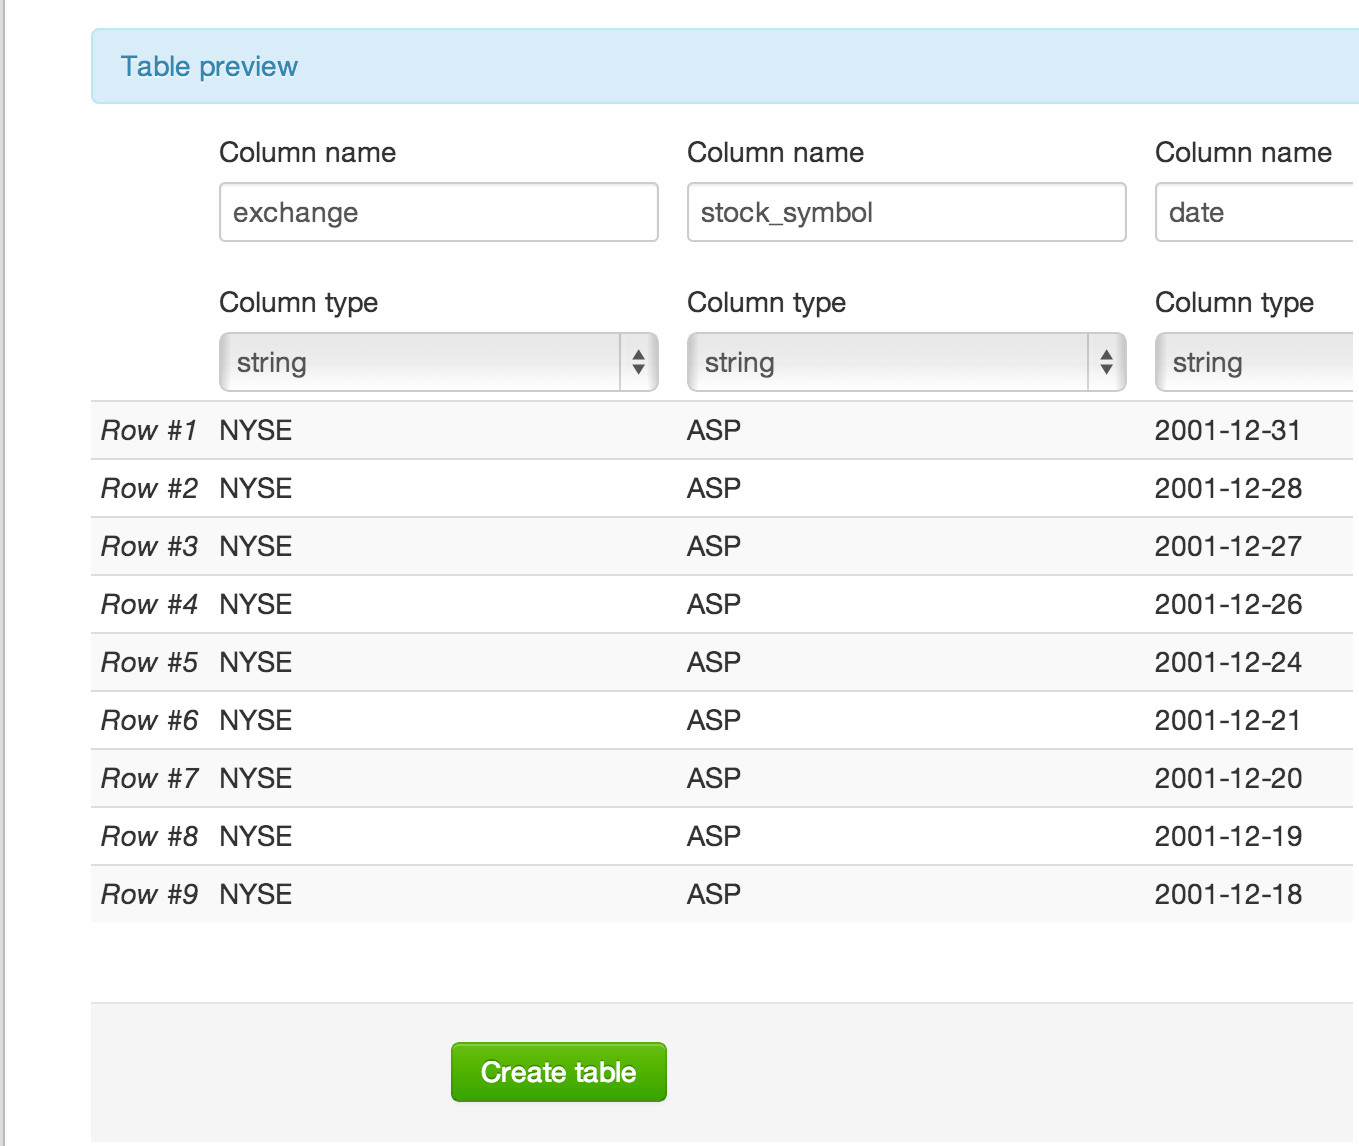 Table preview
Column name Column name Column name
exchange stock_symbol date
Column type Column type Column type
string string string
Row #1 NYSE ASP 2001-12-31
Row #2 NYSE ASP 2001-12-28
Row #3 NYSE ASP 2001-12-27
Row #4 NYSE ASP 2001-12-26
Row #5 NYSE ASP 2001-12-24
Row #6 NYSE ASP 2001-12-21
Row #7 NYSE ASP 2001-12-20
Row #8 NYSE ASP 2001-12-19
Row #9 NYSE ASP 2001-12-18
Create table